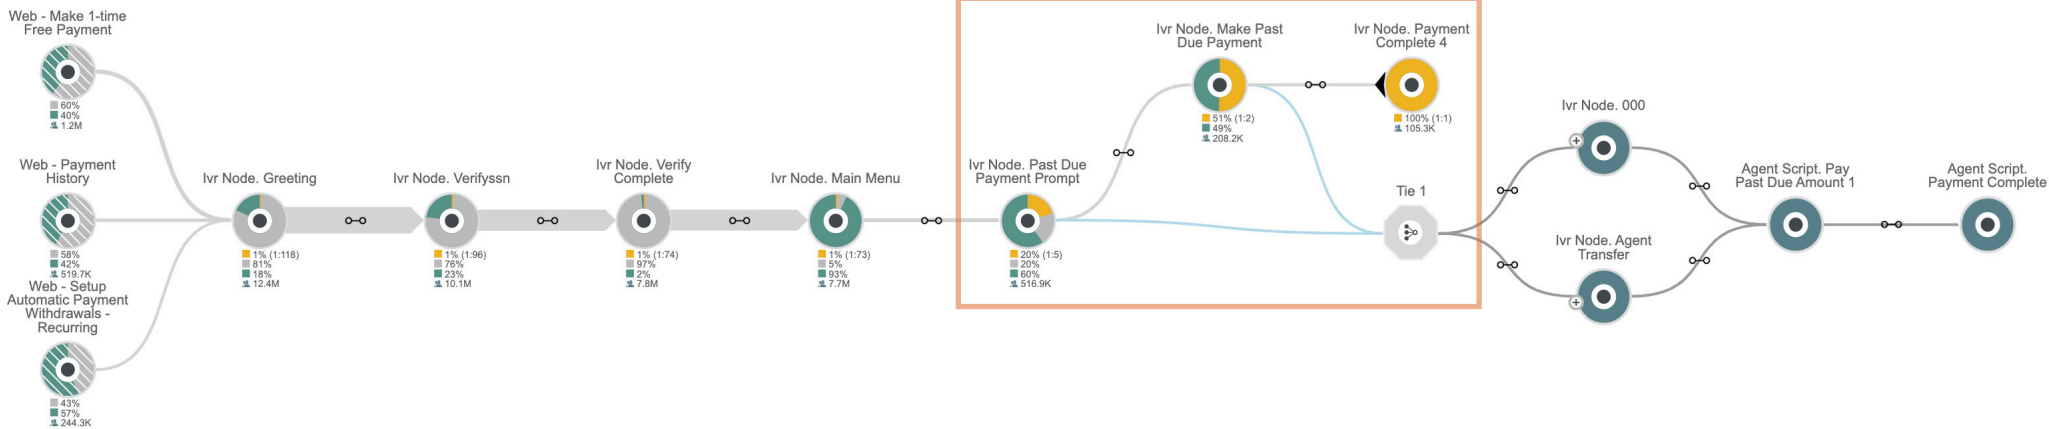 Web - Make 1-time
Free Payment
60%
40%
1.2M
Web - Payment
History
58%
42%
519.7K
Web - Setup
Automatic Payment
Withdrawals -
Recurring
43%
57%
244.3K
Ivr Node. Greeting
1% (1:118)
81%
18%
12.4M
Ivr Node. Verifyssn
1% (1:96)
76%
23%
10.1M
Ivr Node. Verify
Complete
1% (1:74)
97%
2%
7.8M
Ivr Node. Main Menu
1% (1:73)
5%
93%
7.7M
Ivr Node. Past Due
Payment Prompt
20% (1:5)
20%
60%
516.9K
Ivr Node. Make Past
Due Payment
51% (1:2)
49%
208.2K
Ivr Node. Payment
Complete 4
100% (1:1)
105.3K
Tie 1
Ivr Node. 000
Ivr Node. Agent
Transfer
Agent Script. Pay
Past Due Amount 1
Agent Script.
Payment Complete